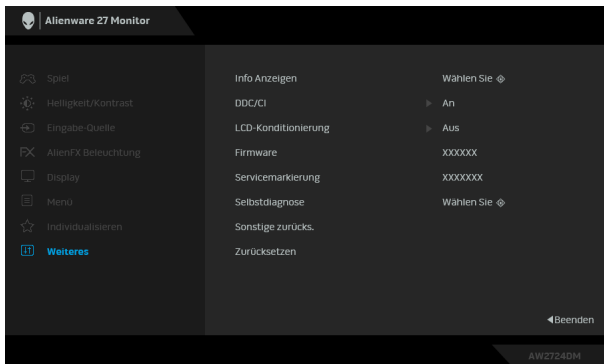 Alienware 27 Monitor
Spiel
Helligkeit/Kontrast
Eingabe-Quelle
AlienFX Beleuchtung
Display
Menü
Individualisieren
Weiteres
Info Anzeigen Wählen Sie
DDC/CI An
LCD-Konditionierung Aus
Firmware XXXXXX
Servicemarkierung XXXXXXX
Selbstdiagnose Wählen Sie
Sonstige zurücks.
Zurücksetzen
Beenden
AW2724DM